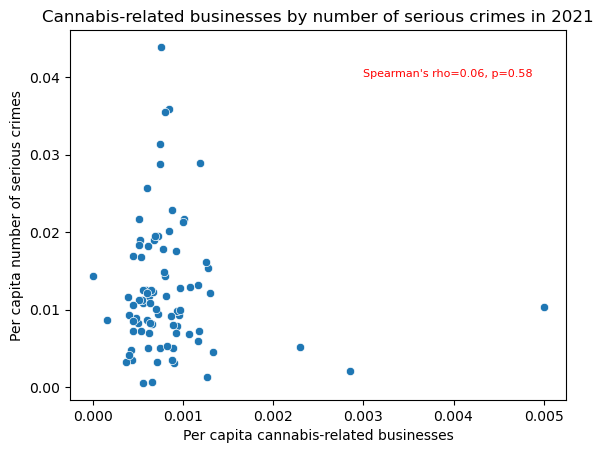 Cannabis-related businesses by number of serious crimes in 2021
Spearman's rho=0.06, p=0.58
Per capita number of serious crimes
0.04
0.03
0.02
0.01
0.00
0.000 0.001 0.002 0.003 0.004 0.005
Per capita cannabis-related businesses